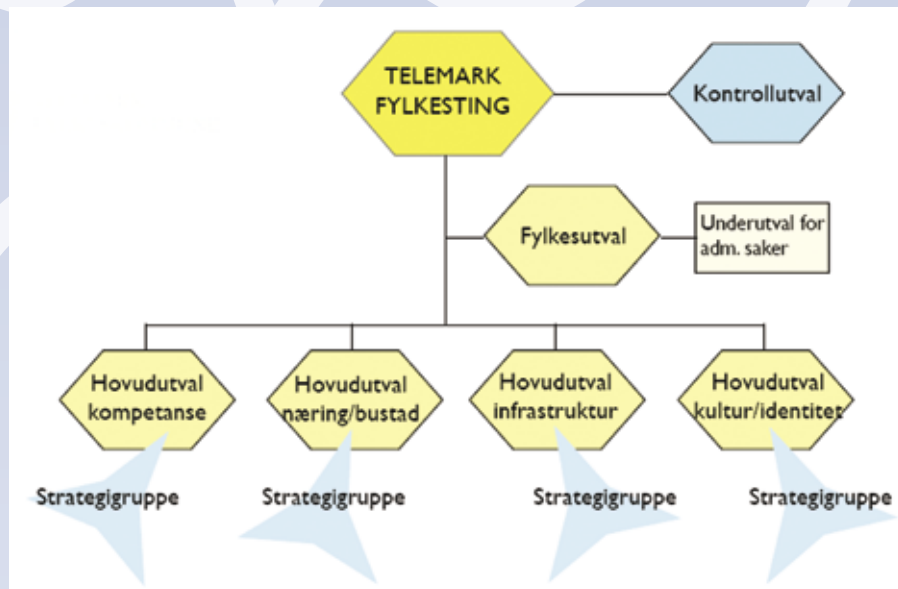 TELEMARK
FYLKESTING
Kontrollutval
Fylkesutval
Underutval for
adm. saker
Hovudutval
kompetanse
Hovudutval
næring/bustad
Hovudutval
infrastruktur
Hovudutval
kultur/identitet
Strategigruppe
Strategigruppe
Strategigruppe
Strategigruppe